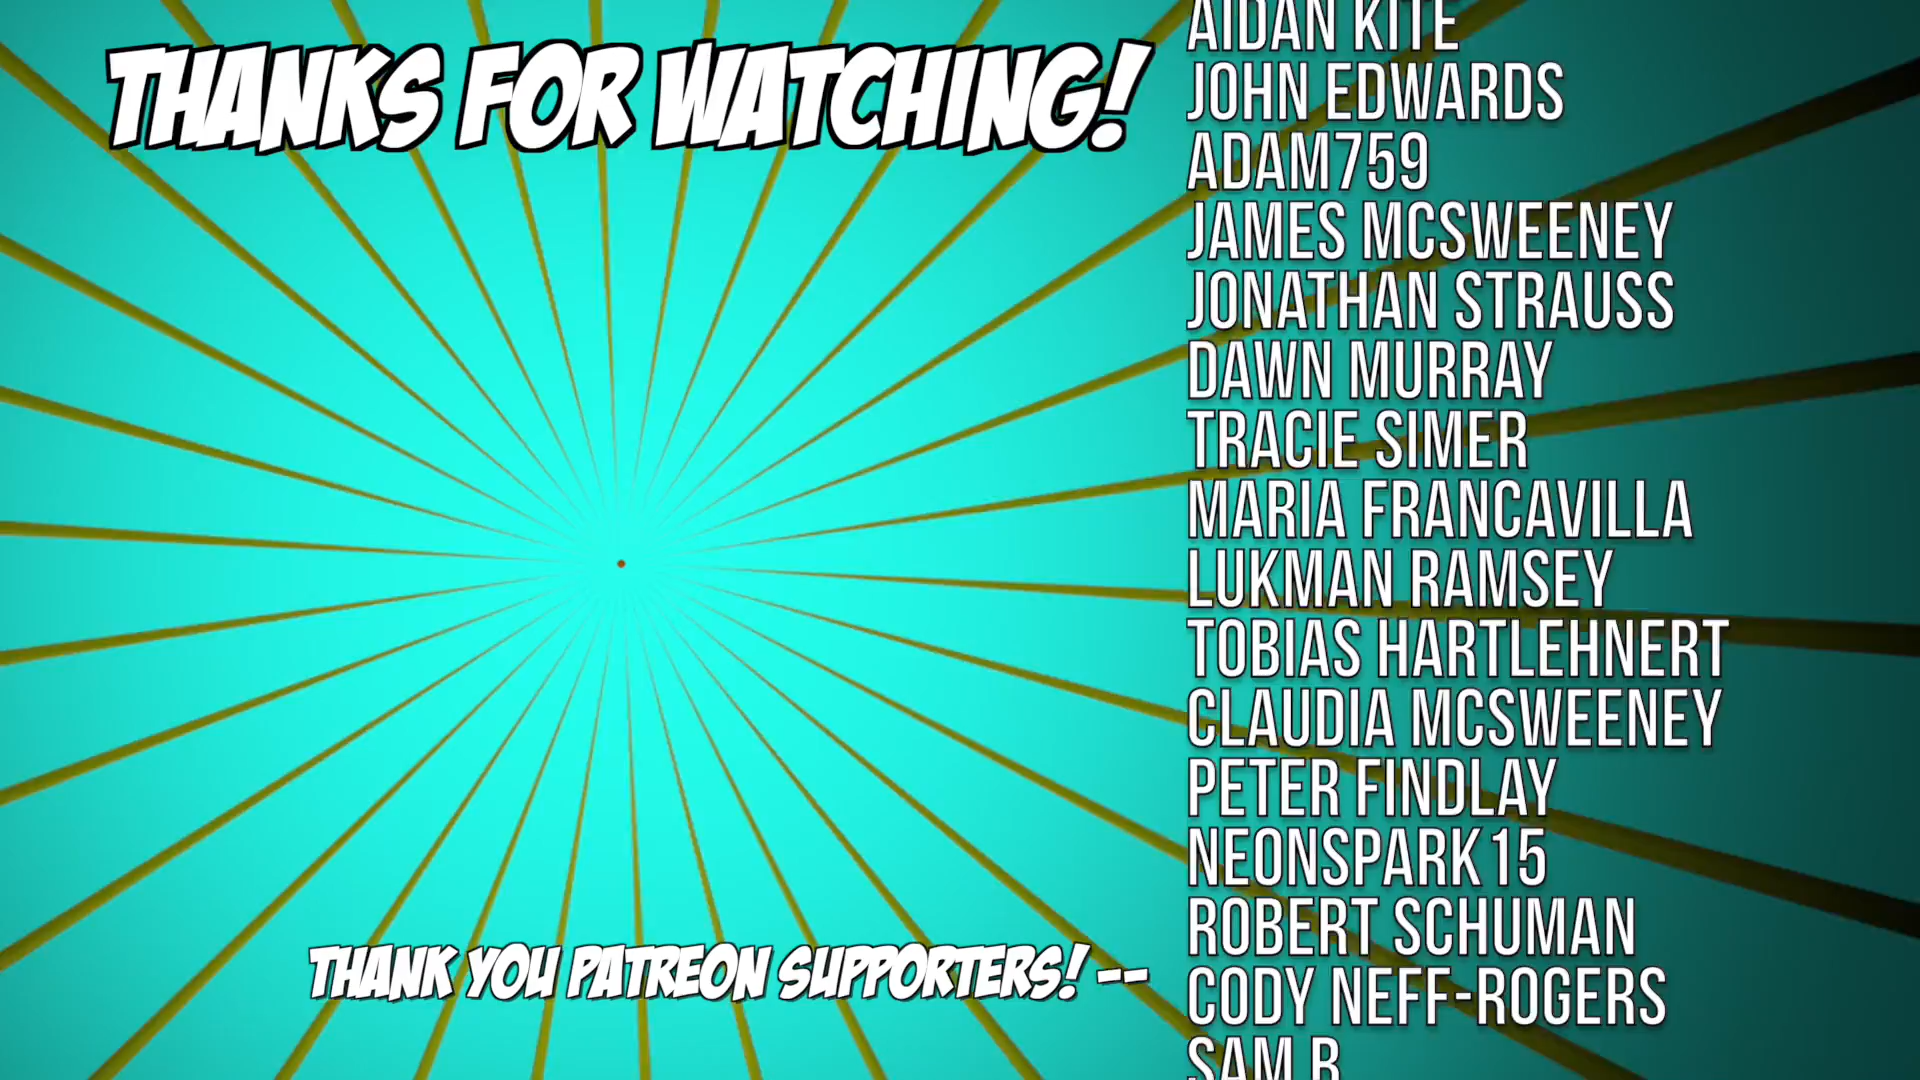 THANKS FOR WATCHING!
THANK YOU PATREON SUPPORTERS! --
AIDAN KITE
JOHN EDWARDS
ADAM759
JAMES MCSWEENEY
JONATHAN STRAUSS
DAWN MURRAY
TRACIE SIMER
MARIA FRANCAVILLA
LUKMAN RAMSEY
TOBIAS HARTLEHNERT
CLAUDIA MCSWEENEY
PETER FINDLAY
NEONSPARK15
ROBERT SCHUMAN
CODY NEFF-ROGERS
SAM